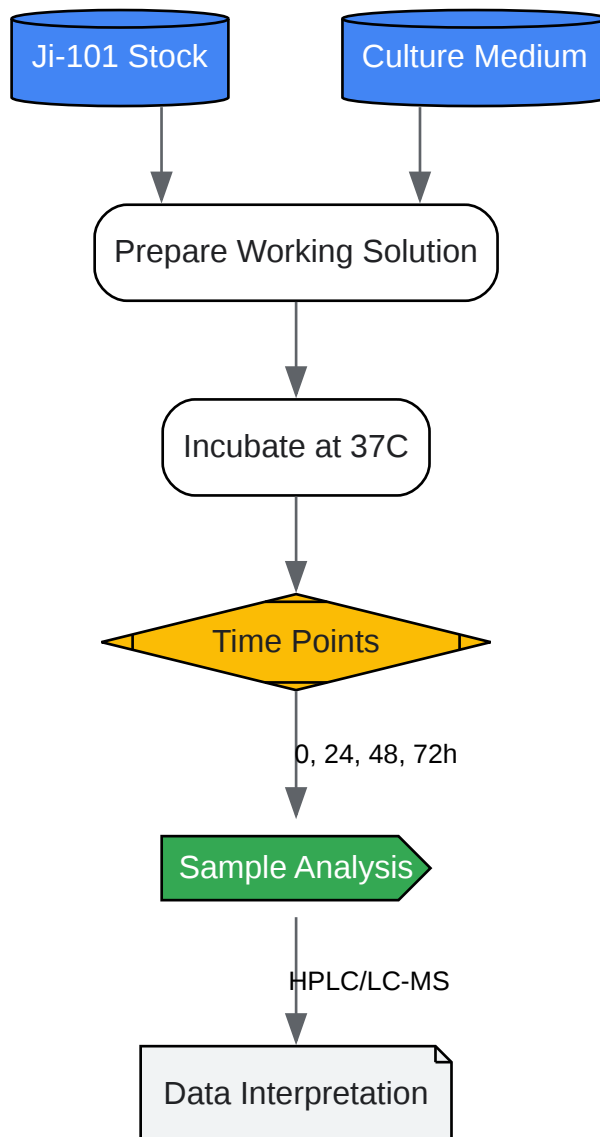 Ji-101 Stock
Culture Medium
Prepare Working Solution
Incubate at 37C
Time Points
0, 24, 48, 72h
Sample Analysis
HPLC/LC-MS
Data Interpretation